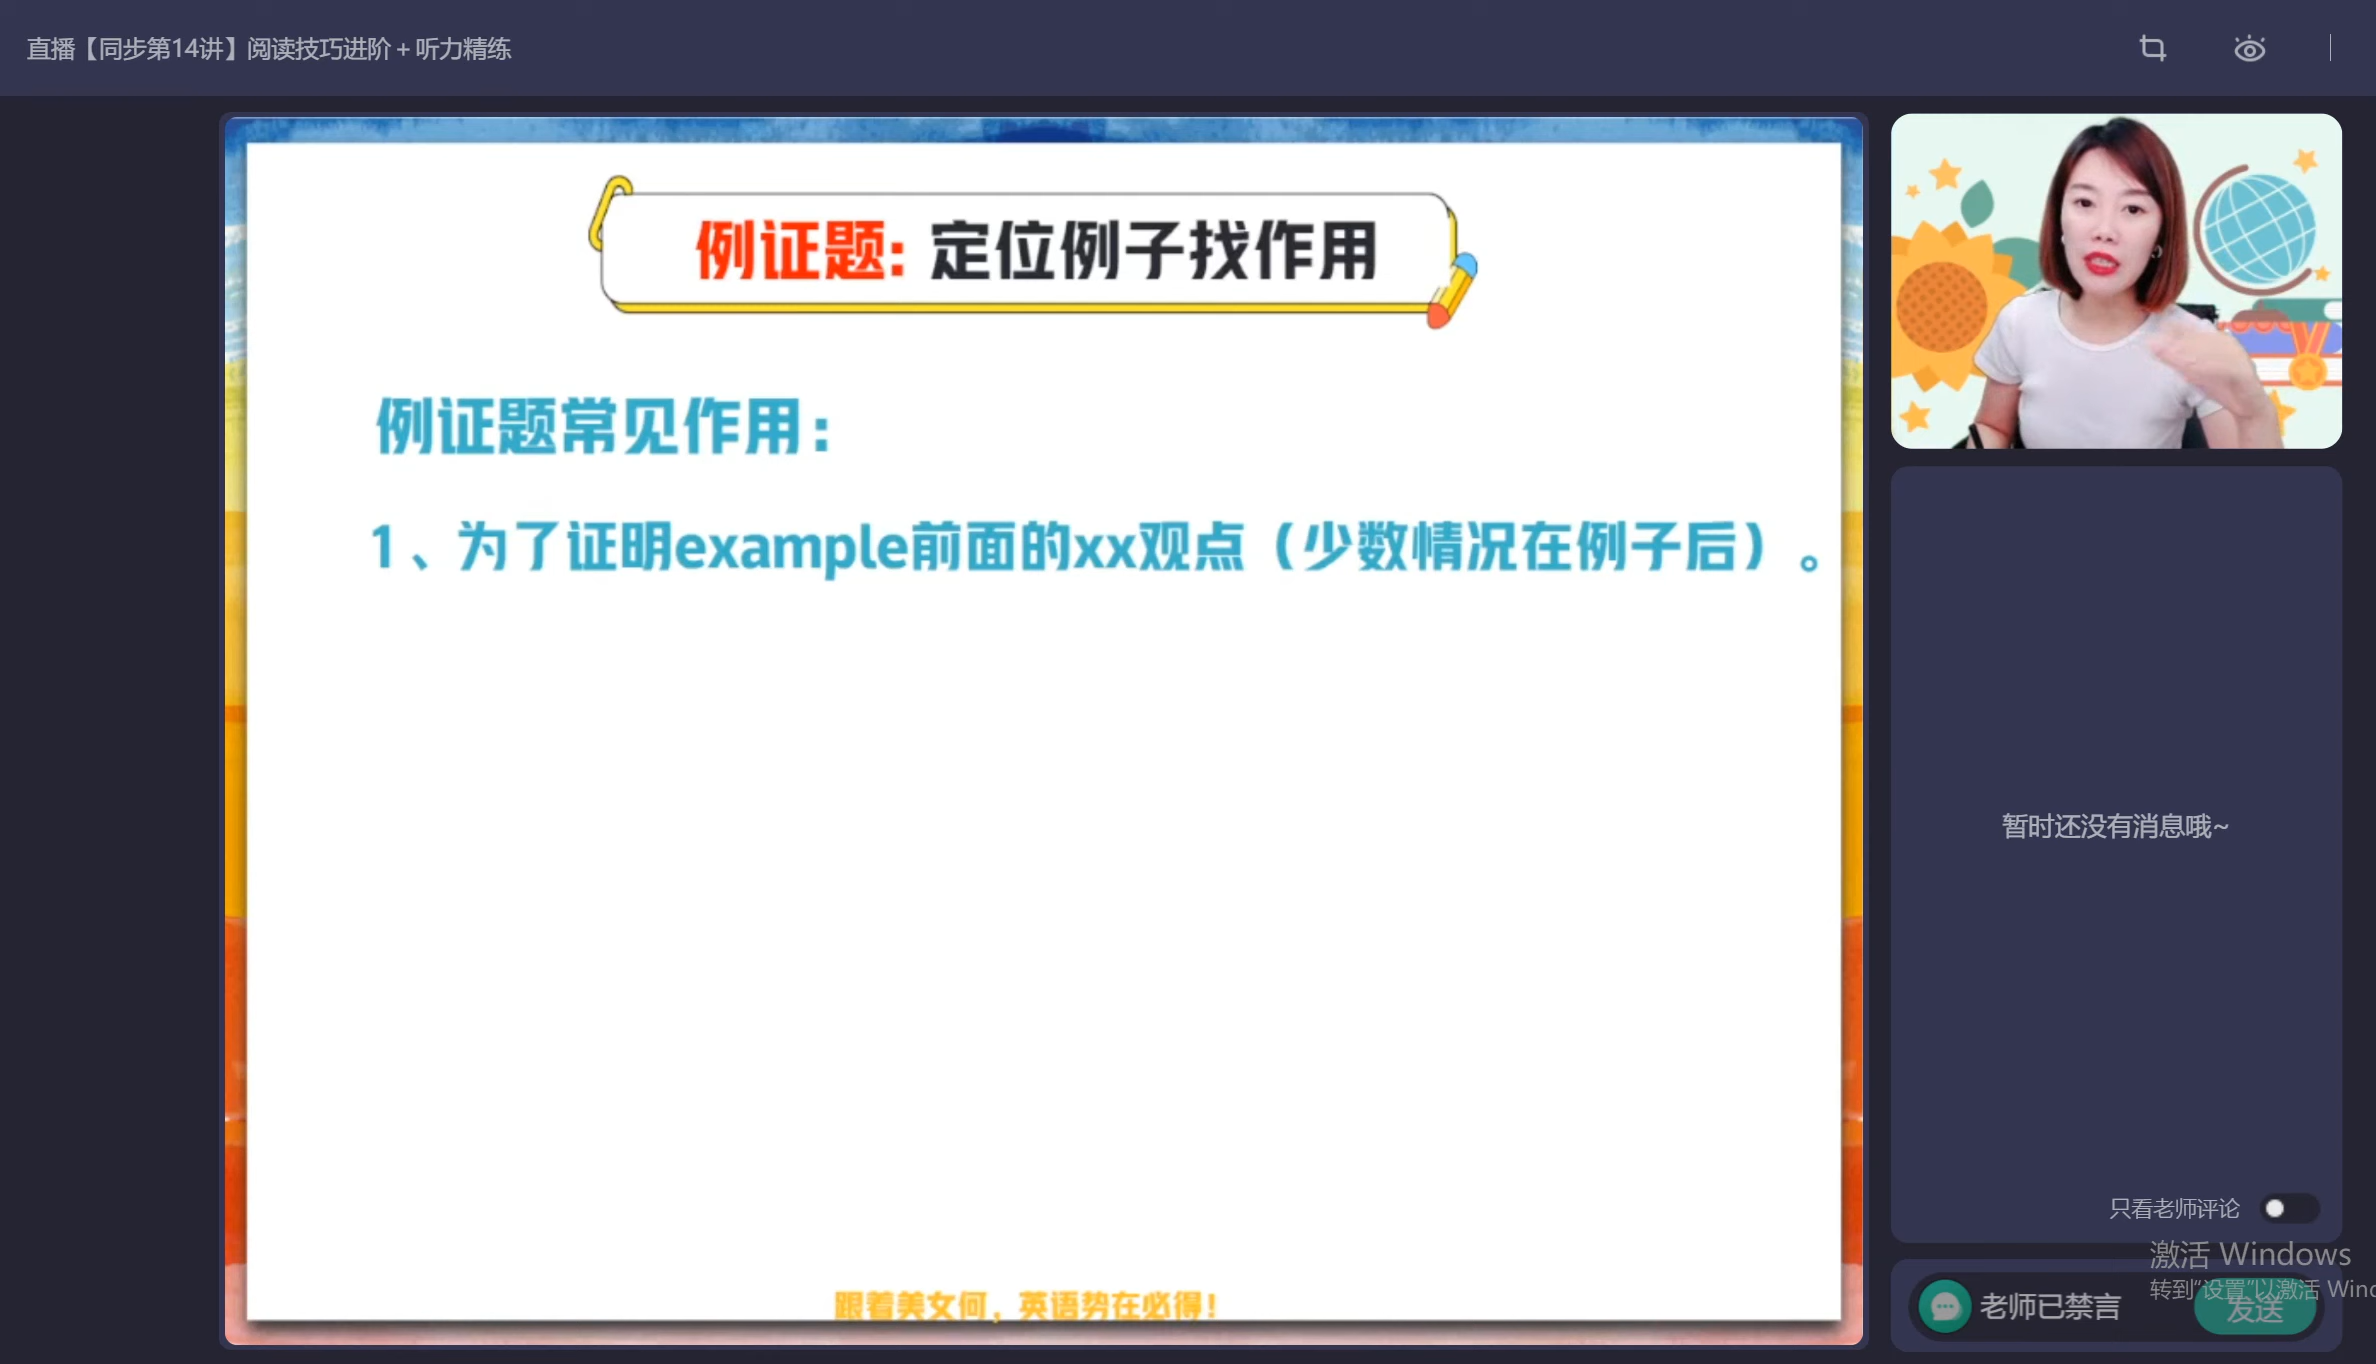 直播【同步第14讲】阅读技巧进阶+听力精练
例证题:定位例子找作用
例证题常见作用：
1、为了证明example前面的xx观点（少数情况在例子后）。
跟着美女何，英语势在必得！
暂时还没有消息哦~
只看老师评论
激活 Windows
转到"设置"以激活 Wind
老师已禁言
发送